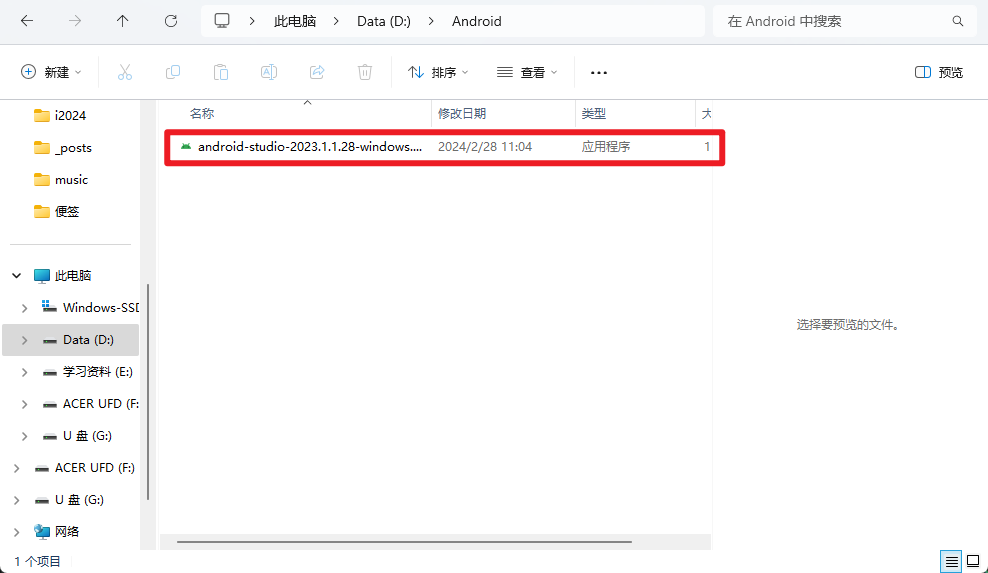 此电脑 Data (D:) Android
在 Android 中搜索
新建 排序 查看 预览
名称 修改日期 类型 大
android-studio-2023.1.1.28-windows.... 2024/2/28 11:04 应用程序 1
i2024
_posts
music
便签
此电脑
Windows-SSD
Data (D:)
学习资料 (E:)
ACER UFD (F:
U 盘 (G:)
ACER UFD (F:)
U 盘 (G:)
网络
选择要预览的文件。
1 个项目